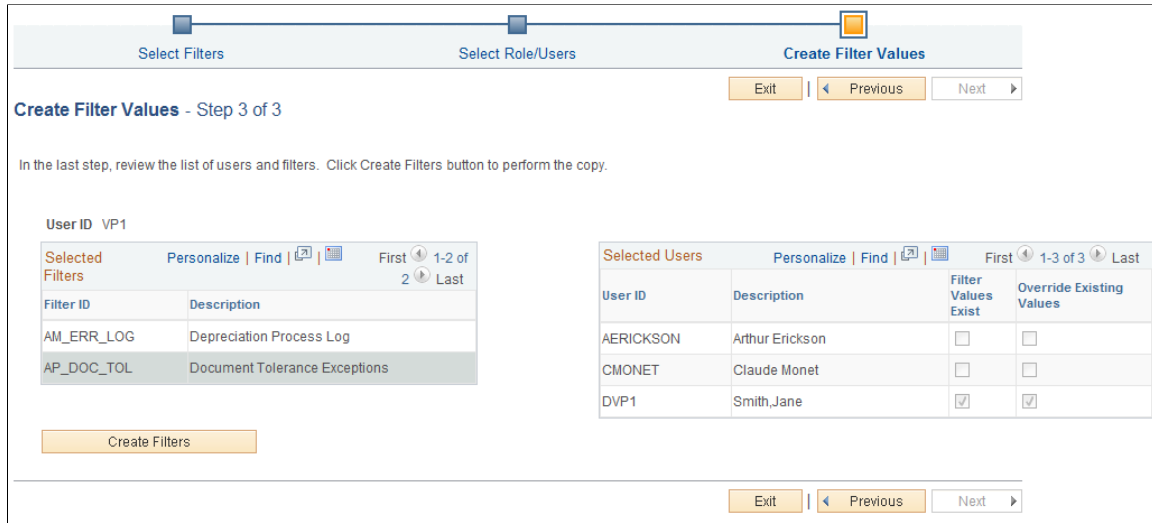 Select Filters
Select Role/Users
Create Filter Values
Exit | Previous Next
Create Filter Values - Step 3 of 3
In the last step, review the list of users and filters. Click Create Filters button to perform the copy.
User ID VP1
Selected Filters Personalize | Find | | First 1-2 of 2 Last
Filter ID Description
AM_ERR_LOG Depreciation Process Log
AP_DOC_TOL Document Tolerance Exceptions
Selected Users Personalize | Find | | First 1-3 of 3 Last
User ID Description Filter Values Exist Override Existing Values
AERICKSON Arthur Erickson
CMONET Claude Monet
DVP1 Smith,Jane
Create Filters
Exit | Previous Next